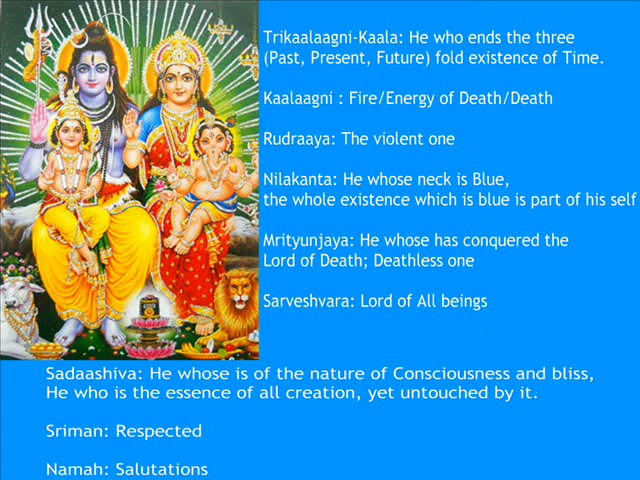 Trikaalaagni-Kaala: He who ends the three
(Past, Present, Future) fold existence of Time.
Kaalaagni : Fire/Energy of Death/Death
Rudraaya: The violent one
Nilakanta: He whose neck is Blue,
the whole existence which is blue is part of his self
Mrityunjaya: He whose has conquered the
Lord of Death; Deathless one
Sarveshvara: Lord of All beings
Sadaashiva: He whose is of the nature of Consciousness and bliss,
He who is the essence of all creation, yet untouched by it.
Sriman: Respected
Namah: Salutations